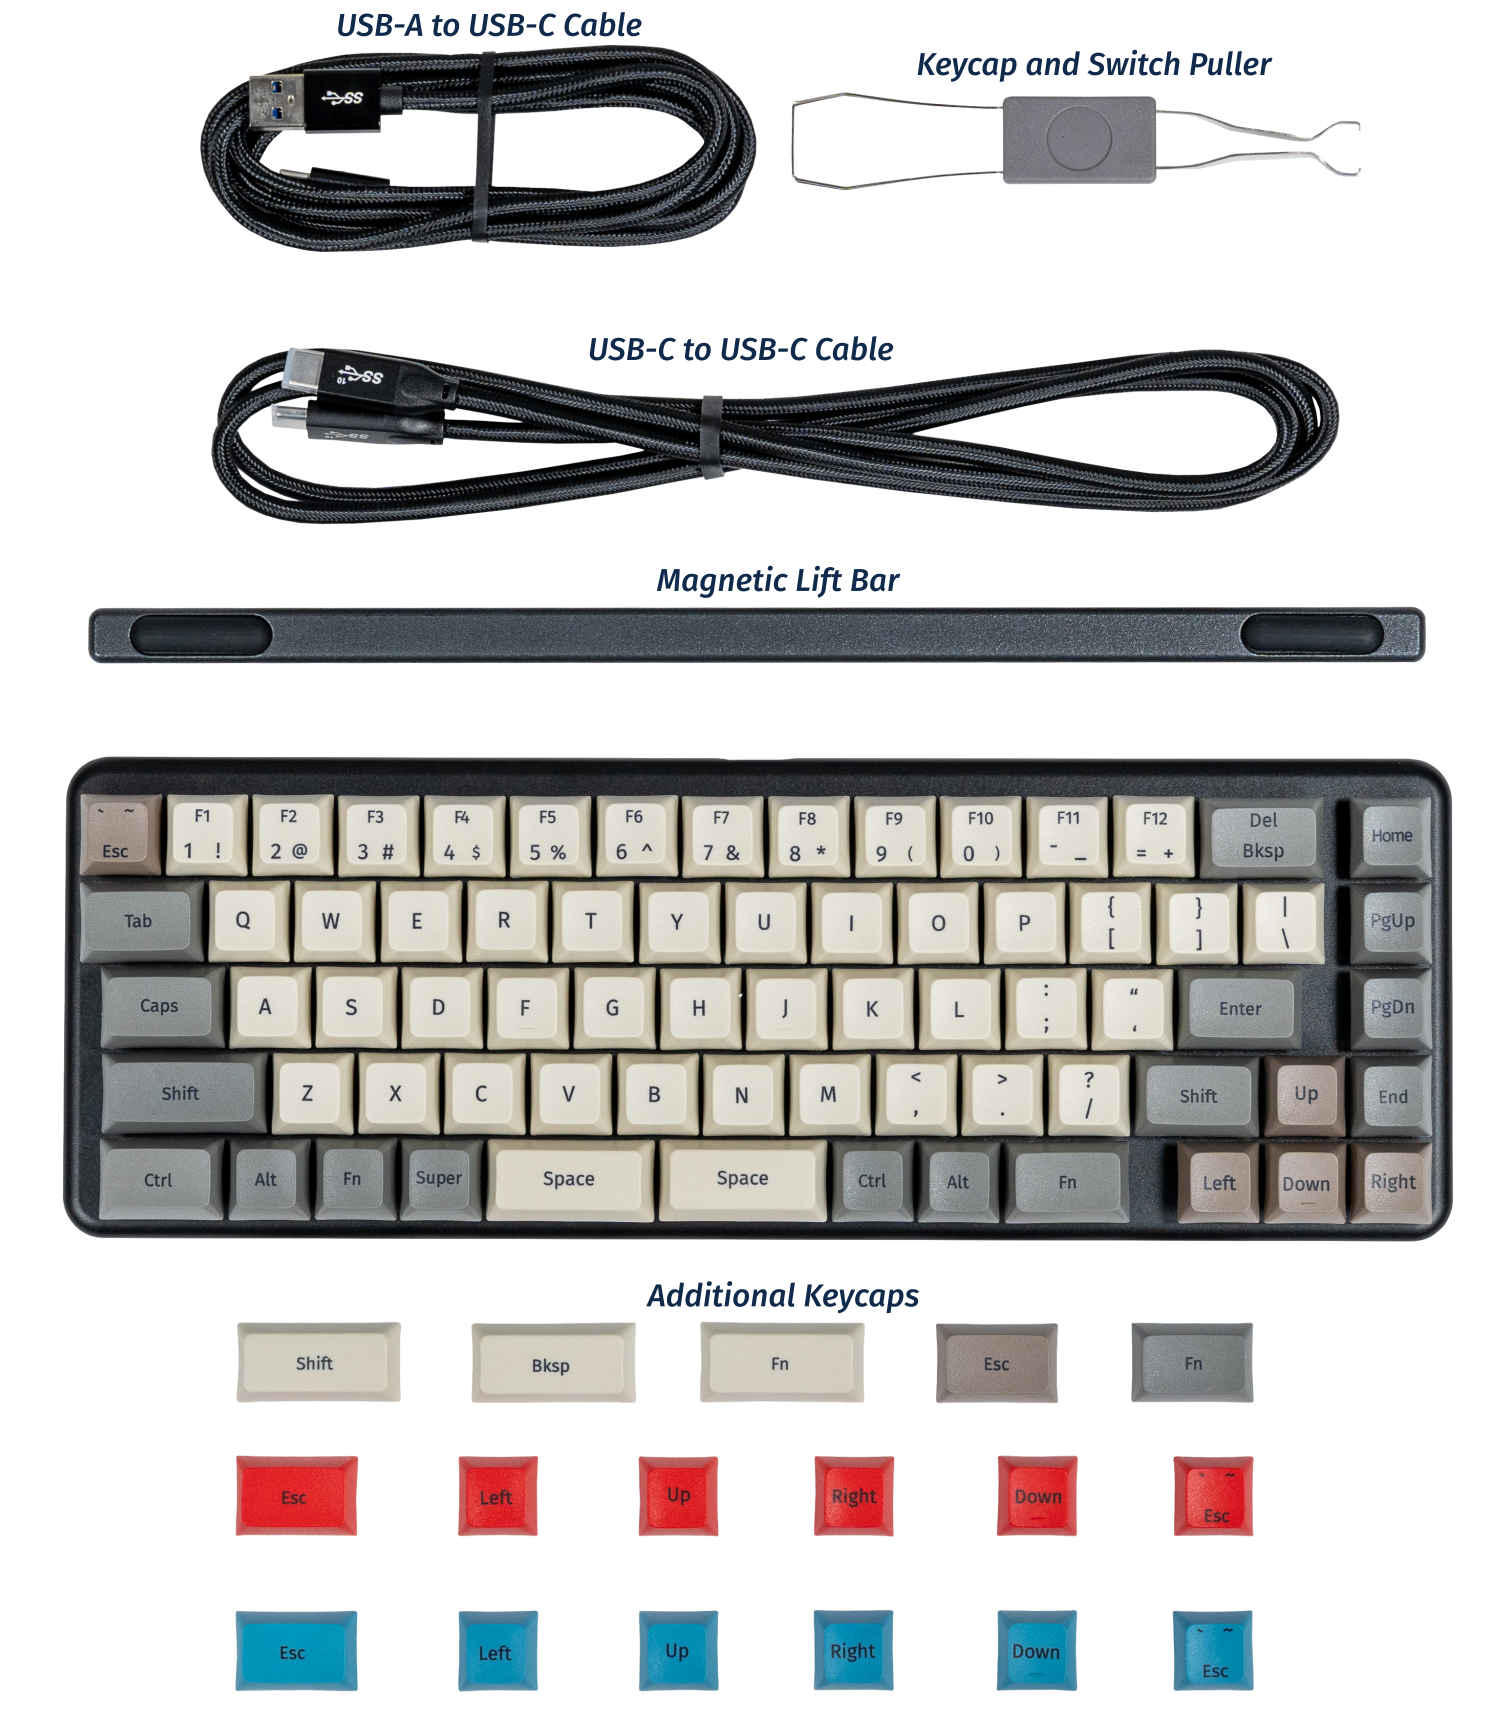 USB-A to USB-C Cable
Keycap and Switch Puller
SS
USB-C to USB-C Cable
SS 10
SS
Magnetic Lift Bar
` ~ F1 F2 F3 F4 F5 F6 F7 F8 F9 F10 F11 F12 Del Home
Esc 1 ! 2 @ 3 # 4 $ 5 % 6 ^ 7 & 8 * 9 ( 0 ) - _ = + Bksp
Tab Q W E R T Y U I O P { [ } ] | \ PgUp
Caps A S D F G H J K L : ; “ ‘ Enter PgDn
Shift Z X C V B N M < , > . ? / Shift Up End
Ctrl Alt Fn Super Space Space Ctrl Alt Fn Left Down Right
Additional Keycaps
Shift Bksp Fn Esc Fn
Esc Left Up Right Down ` ~ Esc
Esc Left Up Right Down ` ~ Esc